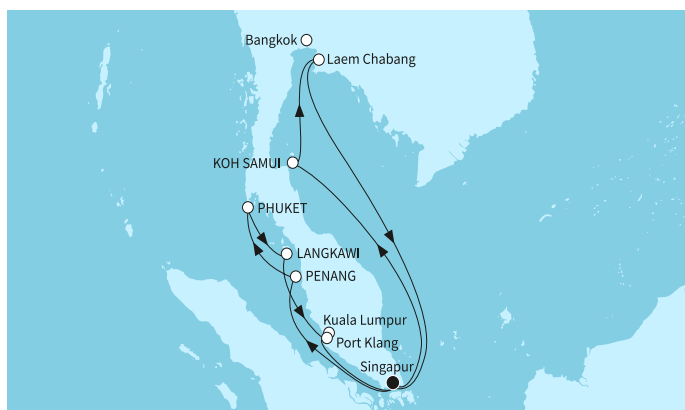 Bangkok
Laem Chabang
KOH SAMUI
PHUKET
LANGKAWI
PENANG
Kuala Lumpur
Port Klang
Singapur